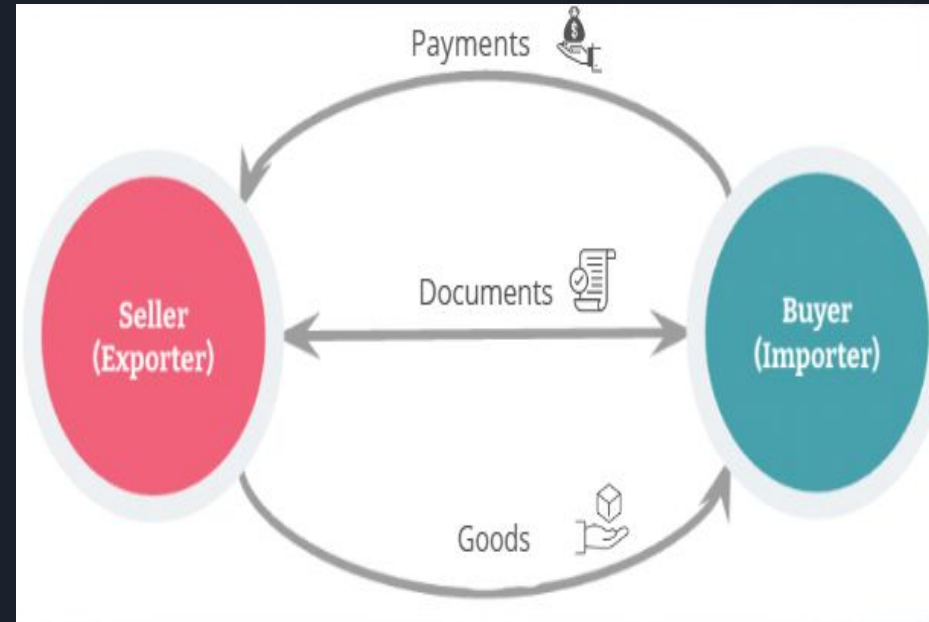 Payments
$
Documents
Seller
(Exporter)
Buyer
(Importer)
Goods